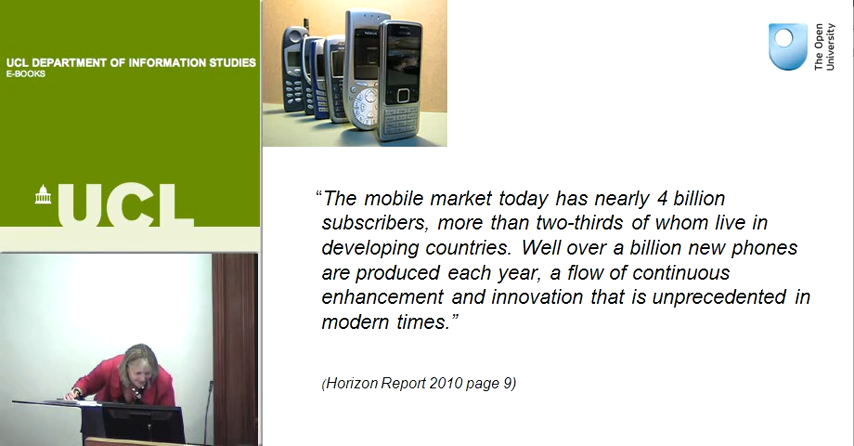 UCL DEPARTMENT OF INFORMATION STUDIES
E-BOOKS
UCL
The Open
University
“The mobile market today has nearly 4 billion
subscribers, more than two-thirds of whom live in
developing countries. Well over a billion new phones
are produced each year, a flow of continuous
enhancement and innovation that is unprecedented in
modern times.”
(Horizon Report 2010 page 9)